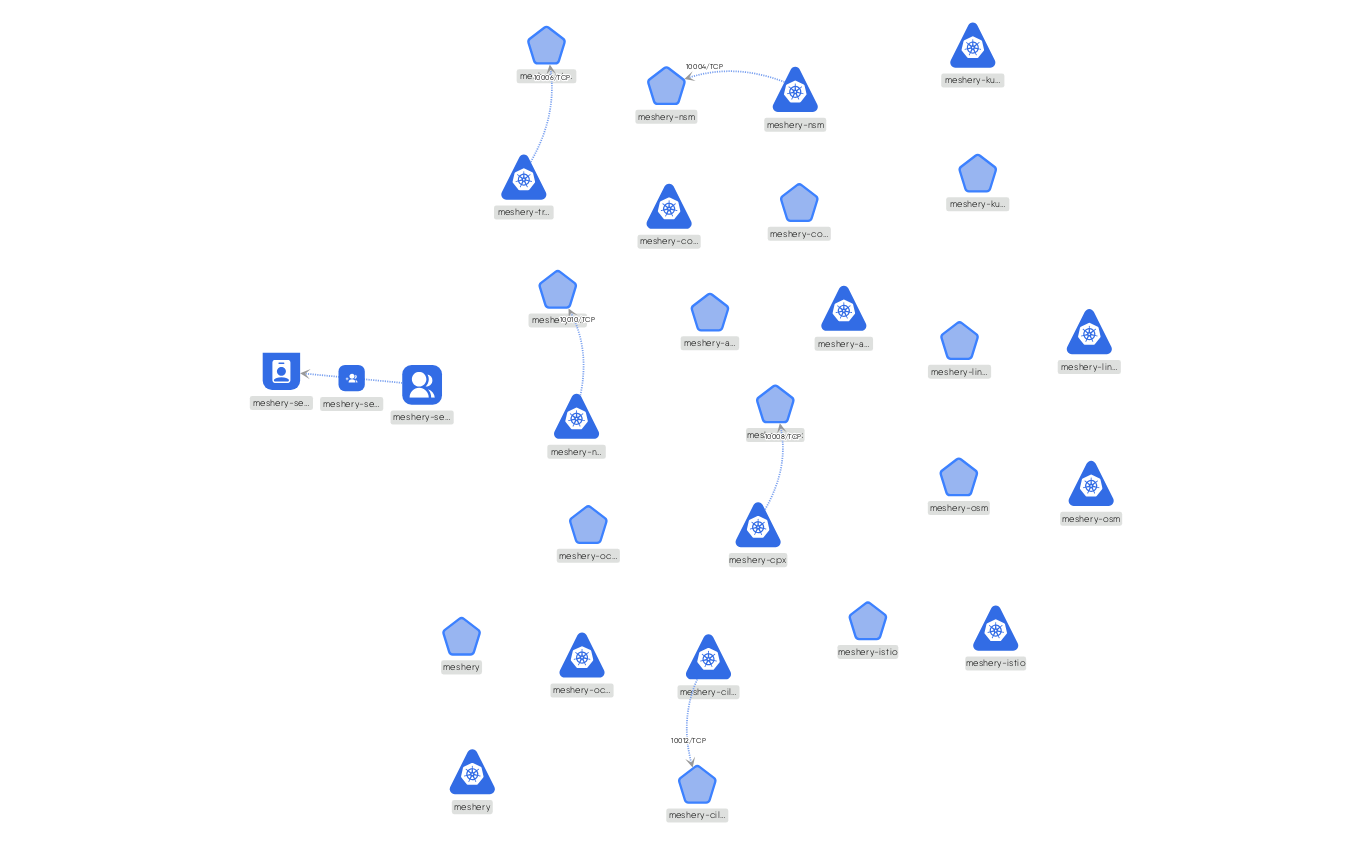 10006/TCP
10004/TCP
meshery-nsm
meshery-nsm
meshery-ku...
meshery-tr...
meshery-co...
meshery-co...
meshery-ku...
10010/TCP
meshery-a...
meshery-a...
meshery-lin...
meshery-lin...
meshery-se...
meshery-se...
meshery-se...
meshery-n...
10008/TCP
meshery-osm
meshery-osm
meshery-oc...
meshery-cpx
meshery
meshery-oc...
meshery-cil...
meshery-istio
meshery-istio
10012/TCP
meshery
meshery-cil...